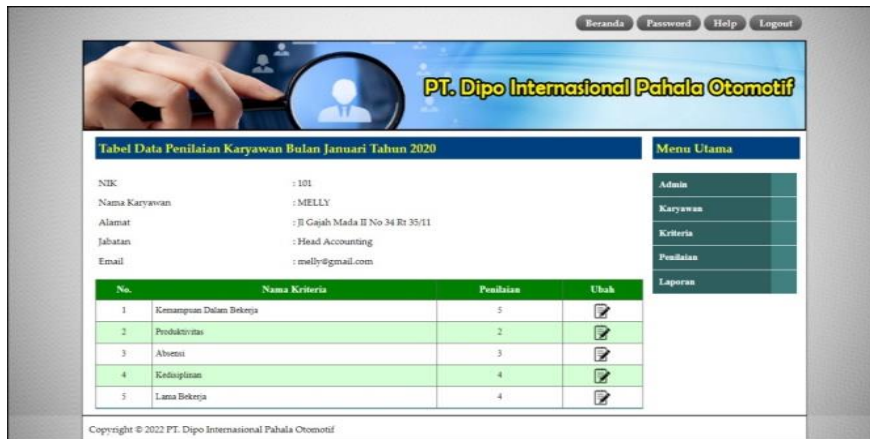 Beranda Password Help Logout
PT. Dipo Internasional Pahala Otomotif
Tabel Data Penilaian Karyawan Bulan Januari Tahun 2020
NIK : 101
Nama Karyawan : MELLY
Alamat : Jl Gajah Mada II No 34 Rt 35/11
Jabatan : Head Accounting
Email : melly@gmail.com
No. Nama Kriteria Penilaian Ubah
1 Kemampuan Dalam Bekerja 5
2 Produktivitas 2
3 Absensi 3
4 Kedisiplinan 4
5 Lama Bekerja 4
Menu Utama
Admin
Karyawan
Kriteria
Penilaian
Laporan
Copyright © 2022 PT. Dipo Internasional Pahala Otomotif